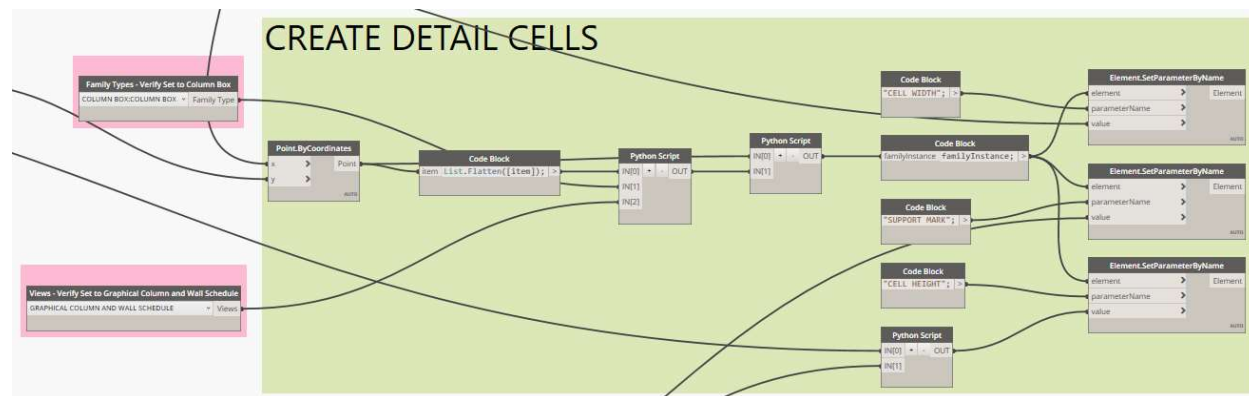 CREATE DETAIL CELLS
Family Types - Verify Set to Column Box
COLUMN BOX:COLUMN BOX Family Type
Point.ByCoordinates
x > Point
y >
AUTO
Code Block
item List.Flatten([item]); >
Python Script
IN[0] + - OUT
IN[1]
IN[2]
Python Script
IN[0] + - OUT
IN[1]
Code Block
"CELL WIDTH"; >
Code Block
familyInstance familyInstance; >
Code Block
"SUPPORT MARK"; >
Code Block
"CELL HEIGHT"; >
Python Script
IN[0] + - OUT
IN[1]
Element.SetParameterByName
element > Element
parameterName >
value >
AUTO
Element.SetParameterByName
element > Element
parameterName >
value >
AUTO
Element.SetParameterByName
element > Element
parameterName >
value >
AUTO
Views - Verify Set to Graphical Column and Wall Schedule
GRAPHICAL COLUMN AND WALL SCHEDULE Views